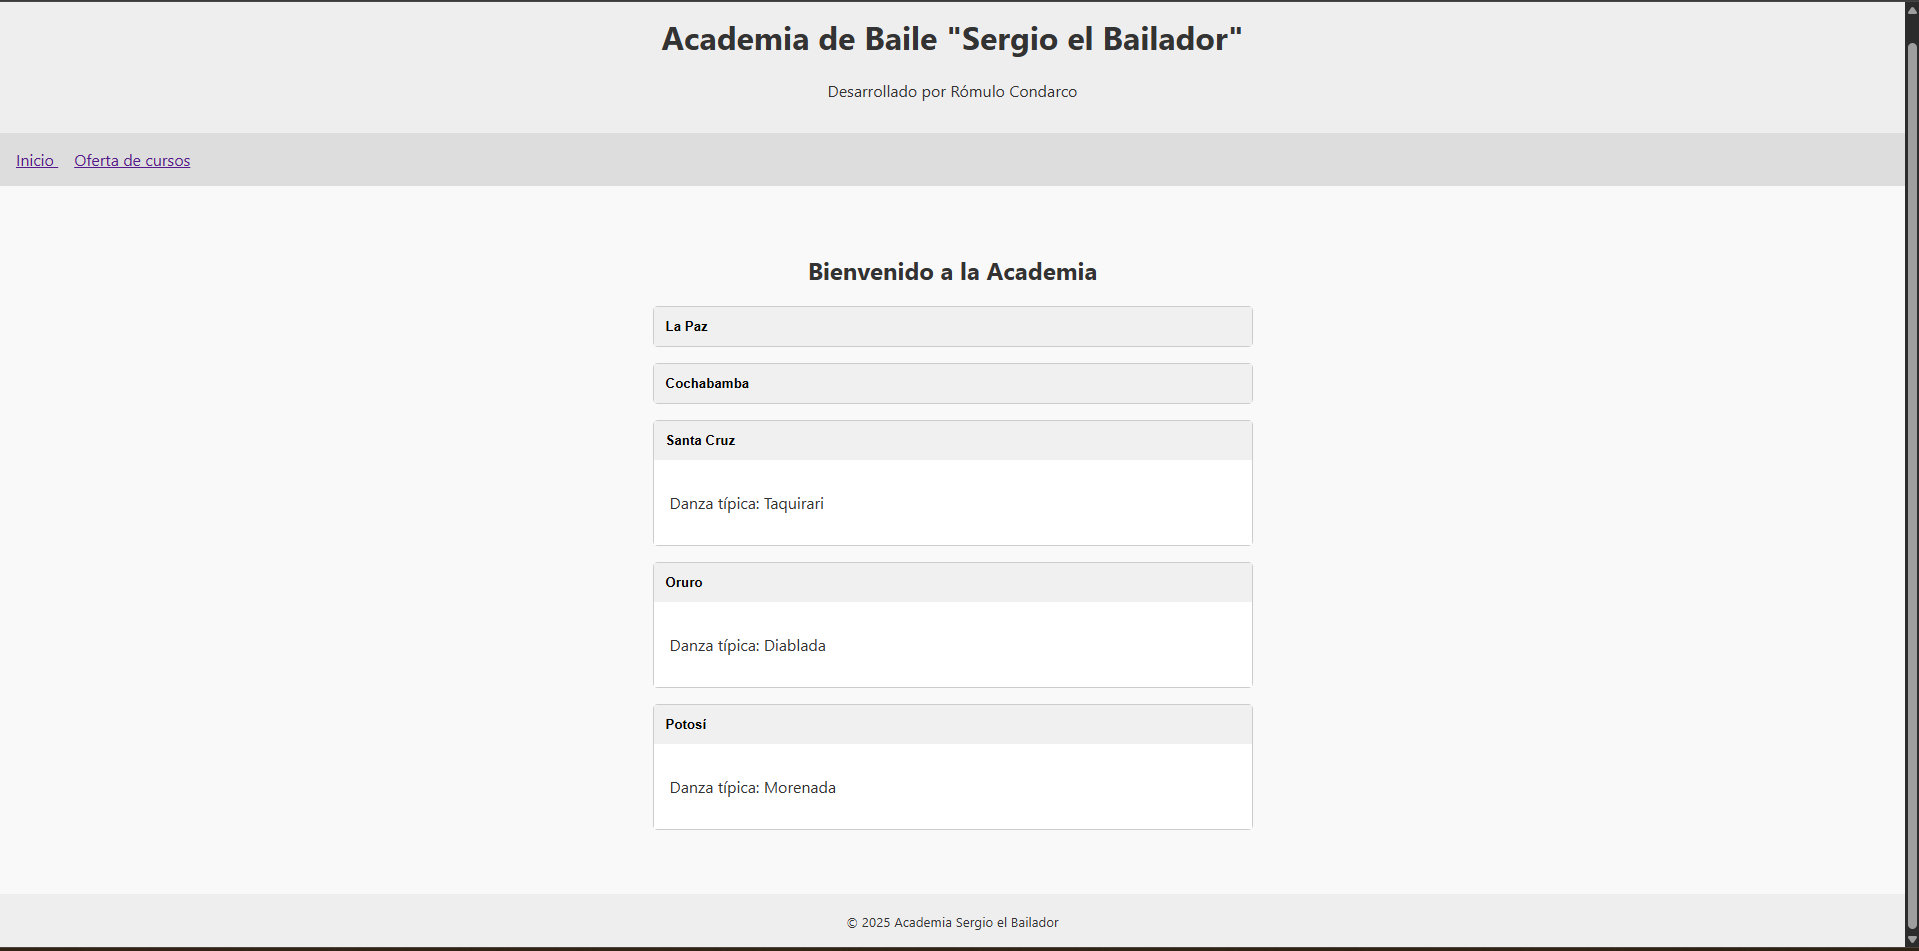 Academia de Baile "Sergio el Bailador"
Desarrollado por Rómulo Condarco
Inicio Oferta de cursos
Bienvenido a la Academia
La Paz
Cochabamba
Santa Cruz
Danza típica: Taquirari
Oruro
Danza típica: Diablada
Potosí
Danza típica: Morenada
© 2025 Academia Sergio el Bailador